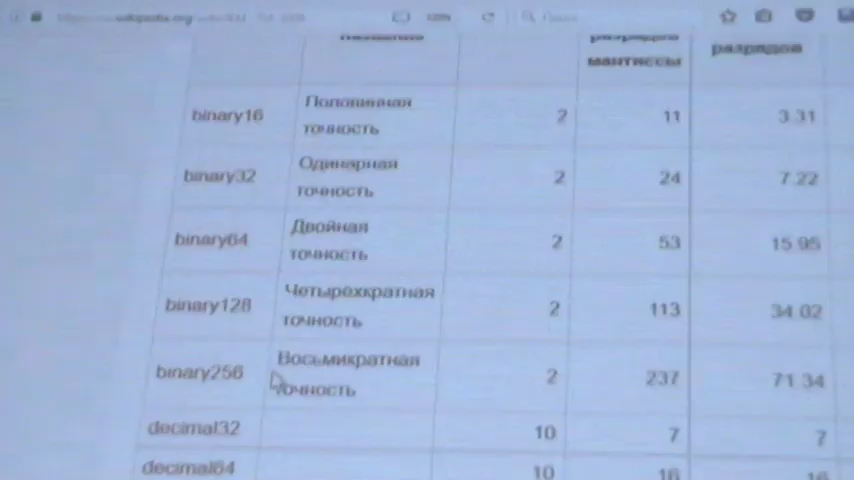 wikipedia.org
разрядов
мантиссы
разрядов
binary16
Половинная
точность
2
11
3.31
binary32
Одинарная
точность
2
24
7.22
binary64
Двойная
точность
2
53
15.95
binary128
Четырёхкратная
точность
2
113
34.02
binary256
Восьмикратная
точность
2
237
71.34
decimal32
10
7
7
decimal64
10
16
16